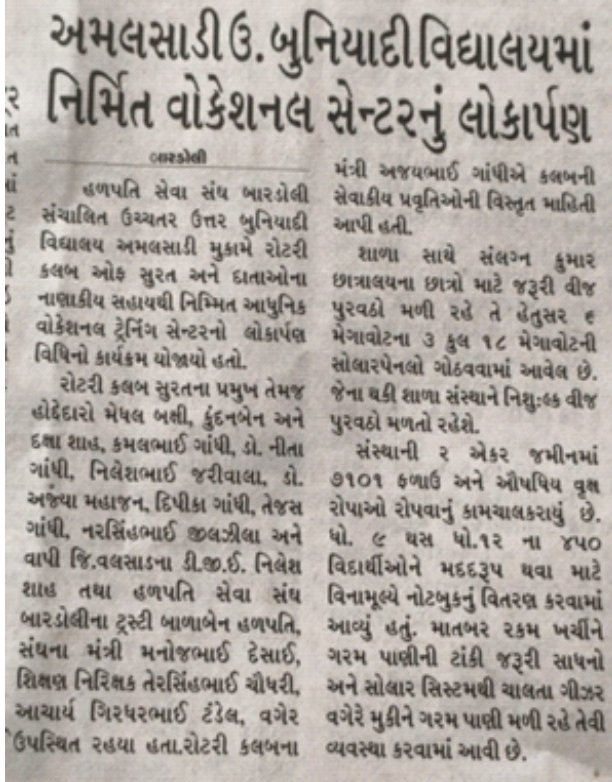 અમલસાડી ઉ. બુનિયાદી વિદ્યાલયમાં
નિર્મિત વોકેશનલ સેન્ટરનું લોકાર્પણ
બારડોલી
હળપતિ સેવા સંઘ બારડોલી
સંચાલિત ઉચ્ચતર ઉત્તર બુનિયાદી
વિદ્યાલય અમલસાડી મુકામે રોટરી
કલબ ઓફ સુરત અને દાતાઓના
નાણાકીય સહાયથી નિમ્મિત આધુનિક
વોકેશનલ ટ્રેનિંગ સેન્ટરનો લોકાર્પણ
વિધિનો કાર્યક્રમ યોજાયો હતો.
રોટરી કલબ સુરતના પ્રમુખ તેમજ
હોદ્દેદારો મેધલ બક્ષી, કુંદનબેન અને
દક્ષા શાહ, કમલભાઈ ગાંધી, ડો. નીતા
ગાંધી, નિલેશભાઈ જરીવાલા, ડો.
અજ્યા મહાજન, દિપીકા ગાંધી, તેજસ
ગાંધી, નરસિંહભાઈ જીલઝીલા અને
વાપી જિ.વલસાડના ડી.જી.ઈ. નિલેશ
શાહ તથા હળપતિ સેવા સંઘ
બારડોલીના ટ્રસ્ટી બાળાબેન હળપતિ,
સંઘના મંત્રી મનોજભાઈ દેસાઈ,
શિક્ષણ નિરિક્ષક તેરસિંહભાઈ ચૌધરી,
આચાર્ય ગિરધરભાઈ ટંડેલ, વગેર
ઉપસ્થિત રહયા હતા.રોટરી કલબના
મંત્રી અજયભાઈ ગાંધીએ કલબની
સેવાકીય પ્રવૃતિઓની વિસ્તૃત માહિતી
આપી હતી.
શાળા સાથે સંલગ્ન કુમાર
છાત્રાલયના છાત્રો માટે જરૂરી વીજ
પુરવઠો મળી રહે તે હેતુસર ૬
મેગાવોટના ૩ કુલ ૧૮ મેગાવોટની
સોલારપેનલો ગોઠવવામાં આવેલ છે.
જેના થકી શાળા સંસ્થાને નિશુઃલ્ક વીજ
પુરવઠો મળતો રહેશે.
સંસ્થાની ૨ એકર જમીનમાં
૭૧૦૧ ફળાઉ અને ઔષધિય વૃક્ષ
રોપાઓ રોપવાનું કામચાલકરાયું છે.
ધો. ૯ થસ ધો.૧૨ ના ૪૫૦
વિદાર્થીઓને મદદરૂપ થવા માટે
વિનામૂલ્યે નોટબુકનું વિતરણ કરવામાં
આવ્યું હતું. માતબર રકમ ખર્ચીને
ગરમ પાણીની ટાંકી જરૂરી સાધનો
અને સોલાર સિસ્ટમથી ચાલતા ગીઝર
વગેરે મુકીને ગરમ પાણી મળી રહે તેવી
વ્યવસ્થા કરવામાં આવી છે.